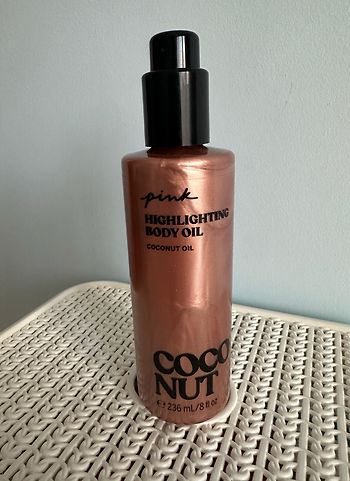 pink
HIGHLIGHTING
BODY OIL
COCONUT OIL
COCO
NUT
℮ 236 mL/8 fl oz